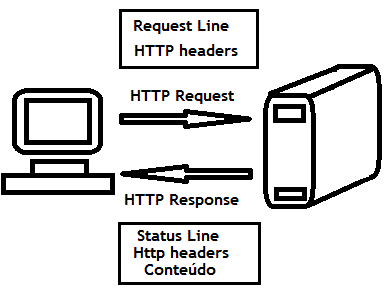 Request Line
HTTP headers
HTTP Request
HTTP Response
Status Line
Http headers
Conteúdo